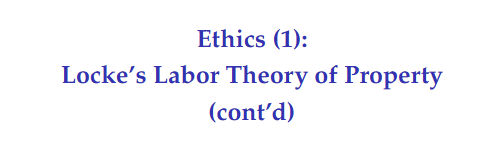 Ethics (1):
Locke’s Labor Theory of Property
(cont’d)